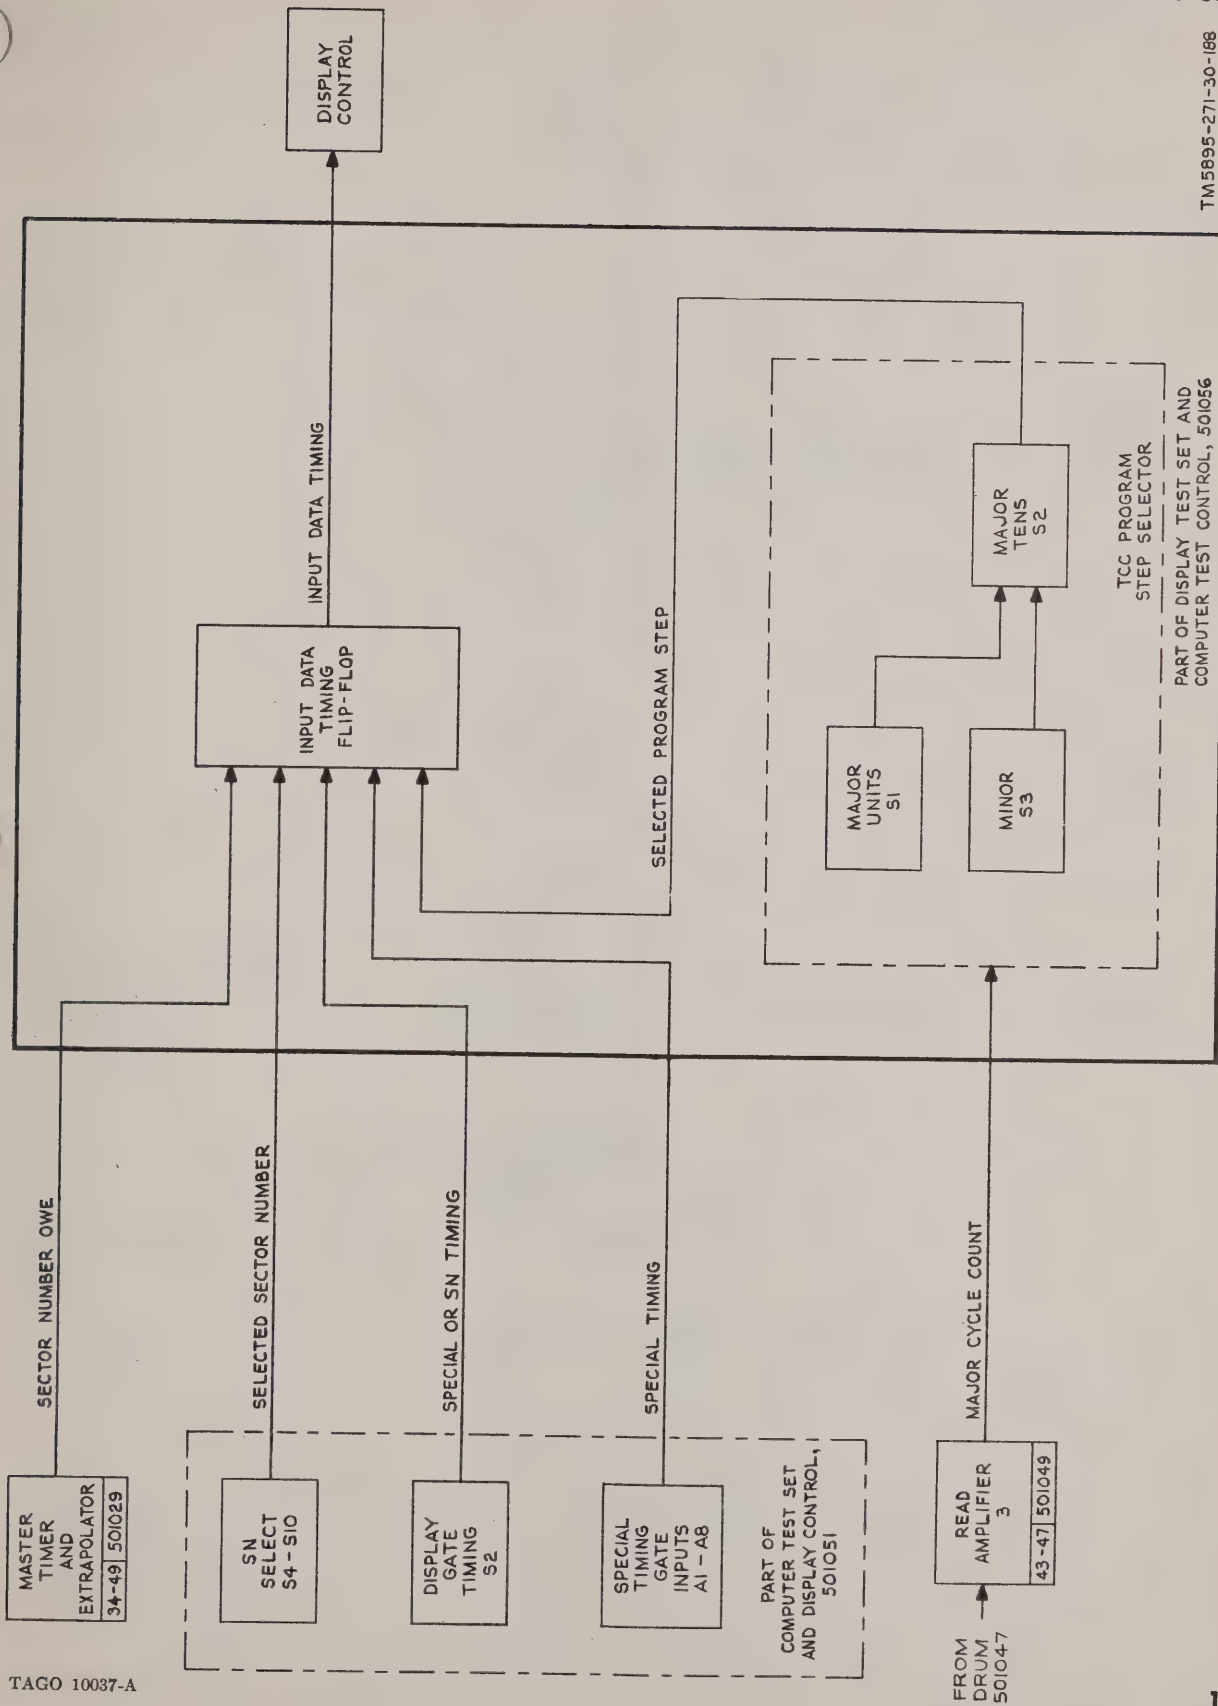 MASTER
TIMER
AND
EXTRAPOLATOR
34-49 501029
SECTOR NUMBER OWE
SN
SELECT
S4 - S10
SELECTED SECTOR NUMBER
DISPLAY
GATE
TIMING
S2
SPECIAL OR SN TIMING
SPECIAL
TIMING
GATE
INPUTS
A1 - A8
SPECIAL TIMING
PART OF
COMPUTER TEST SET
AND DISPLAY CONTROL,
501051
FROM
DRUM
501047
READ
AMPLIFIER
3
43-47 501049
MAJOR CYCLE COUNT
INPUT DATA
TIMING
FLIP-FLOP
INPUT DATA TIMING
DISPLAY
CONTROL
SELECTED PROGRAM STEP
MAJOR
UNITS
S1
MINOR
S3
MAJOR
TENS
S2
TCC PROGRAM
STEP SELECTOR
PART OF DISPLAY TEST SET AND
COMPUTER TEST CONTROL, 501056
TM5895-271-30-188
TAGO 10037-A